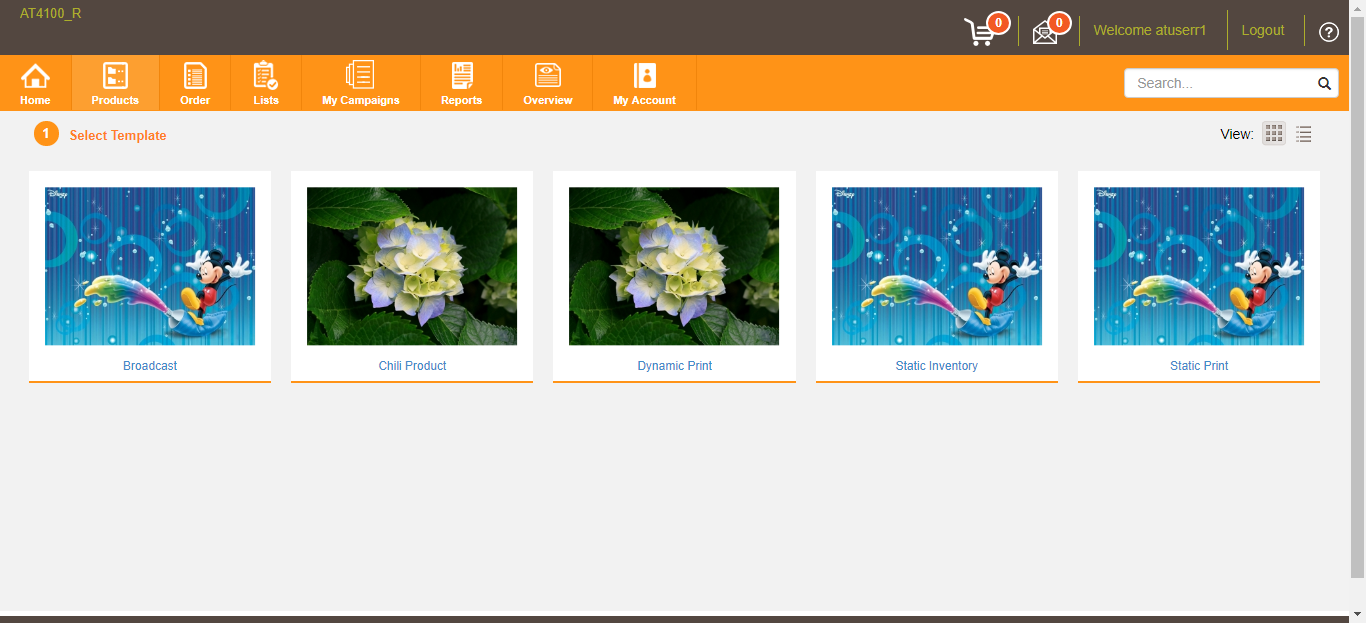 AT4100_R
0
0
Welcome atuserr1
Logout
?
Home
Products
Order
Lists
My Campaigns
Reports
Overview
My Account
Search...
1 Select Template
View:
Disney
Disney
Disney
Broadcast
Chili Product
Dynamic Print
Static Inventory
Static Print